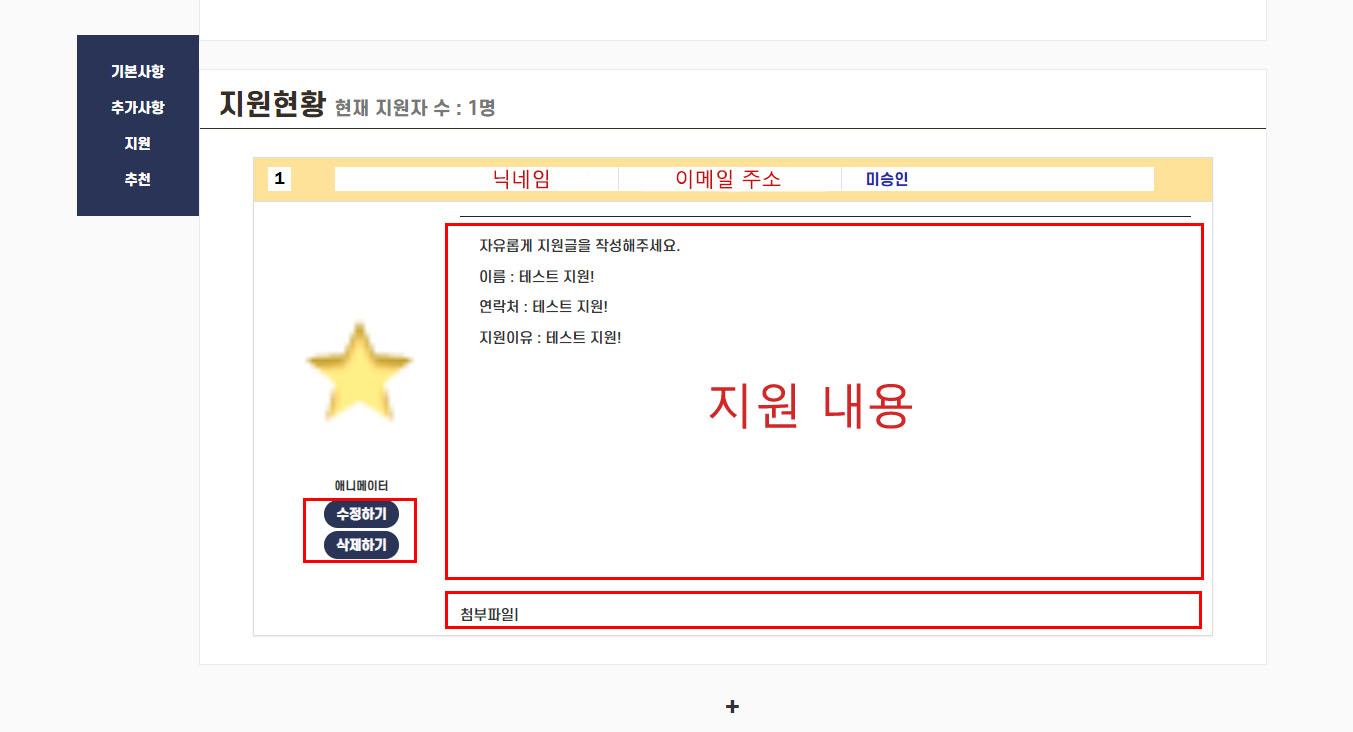 기본사항
추가사항
지원
추천
지원현황 현재 지원자 수 : 1명
1 닉네임 이메일 주소 미승인
자유롭게 지원글을 작성해주세요.
이름 : 테스트 지원!
연락처 : 테스트 지원!
지원이유 : 테스트 지원!
지원 내용
애니메이터
수정하기
삭제하기
첨부파일|
+